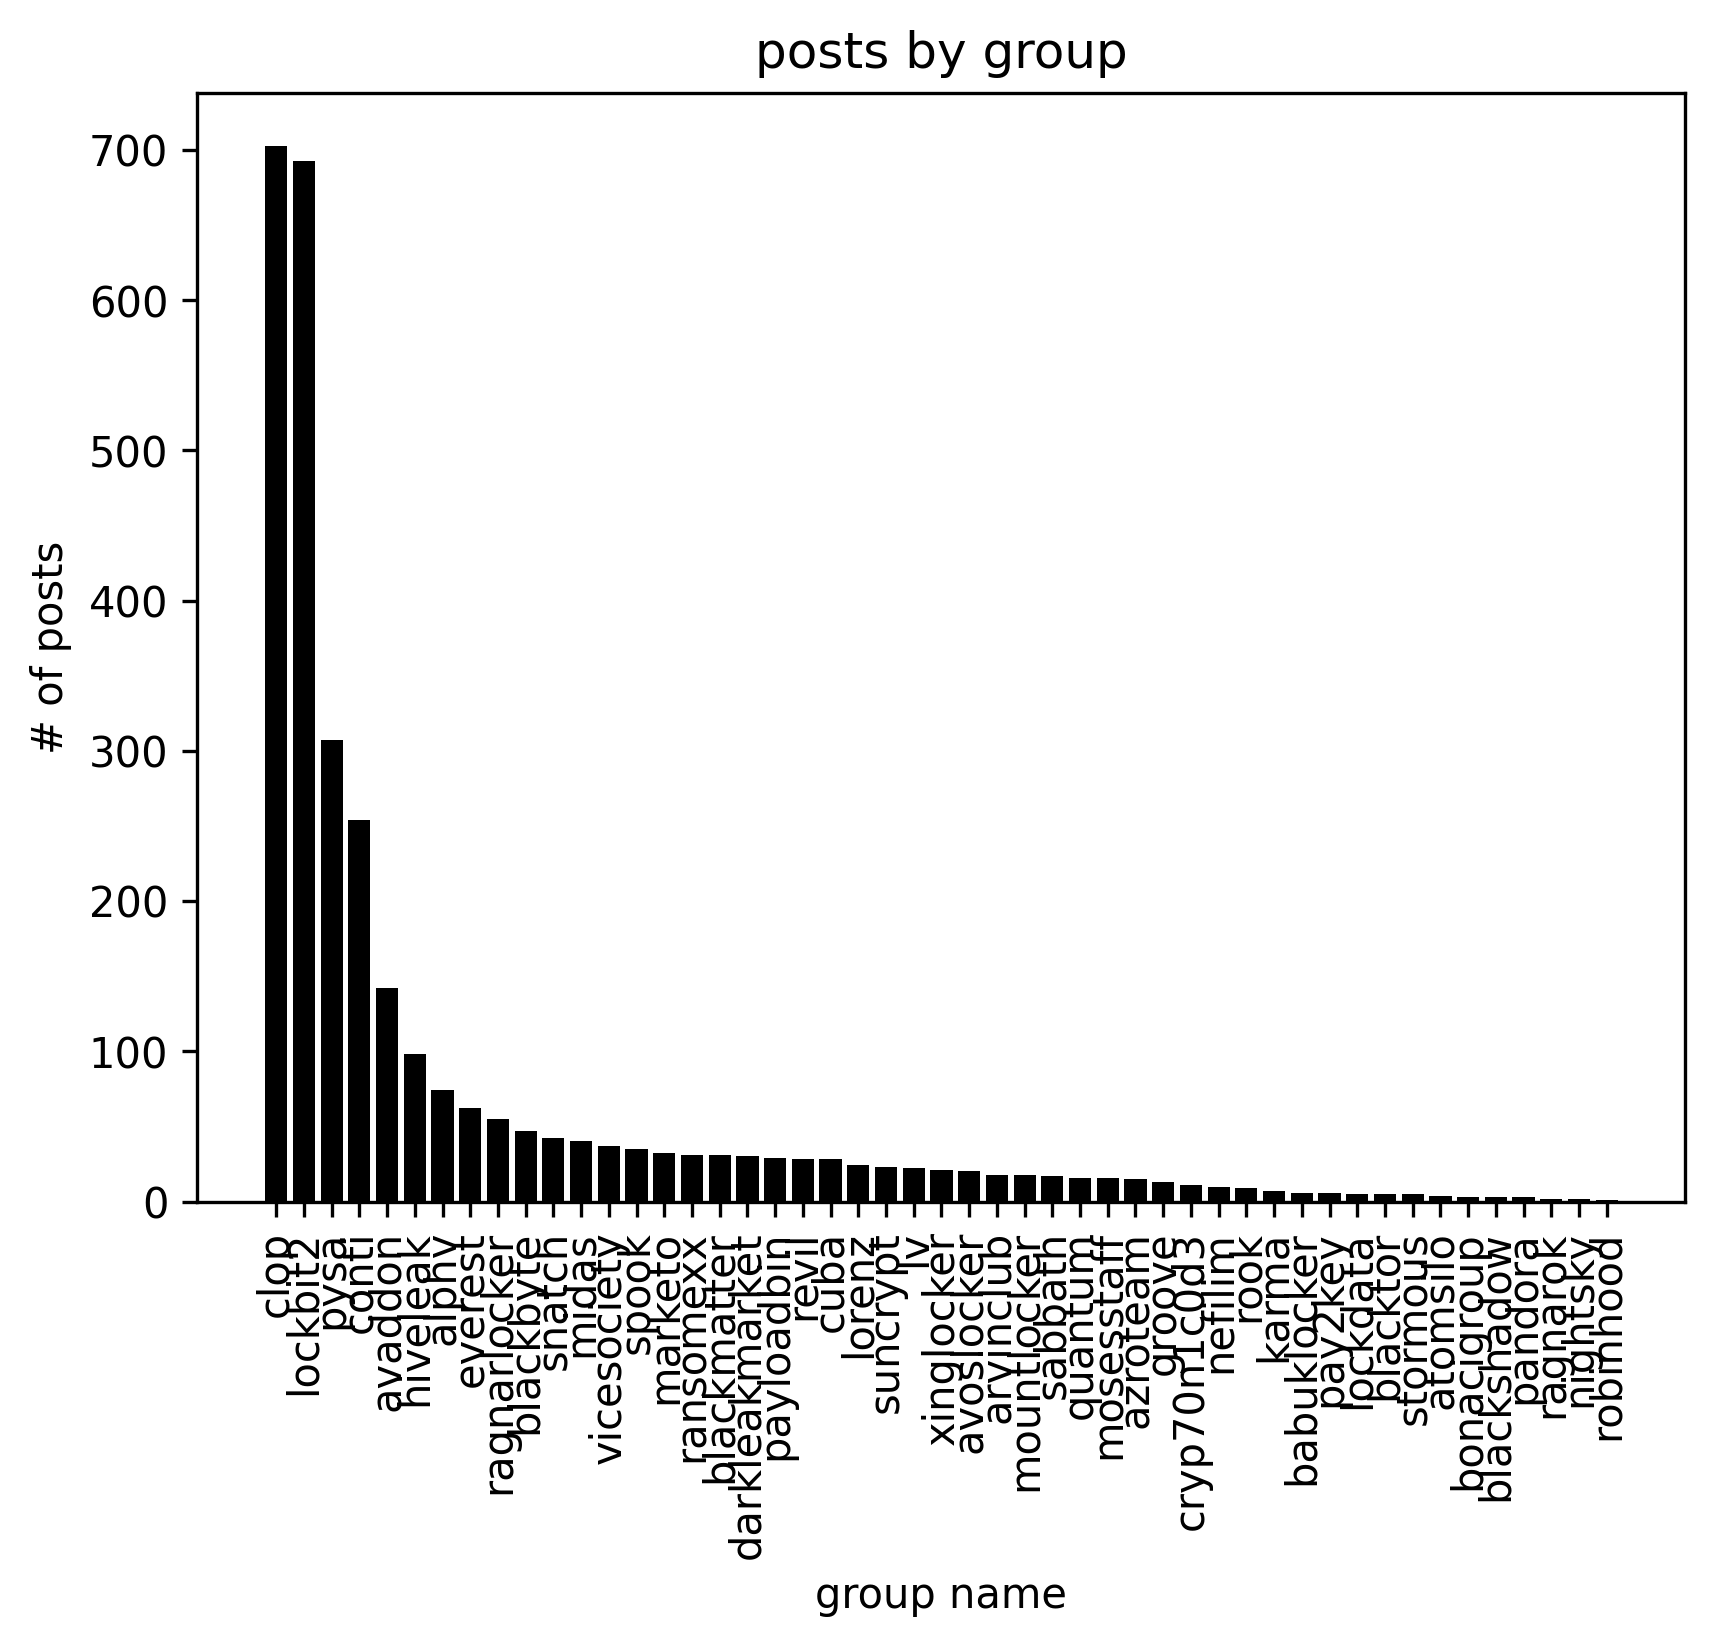 posts by group
# of posts
700
600
500
400
300
200
100
0
clop
lockbit2
pysa
conti
avaddon
hiveleak
alphv
everest
ragnarlocker
blackbyte
snatch
midas
vicesociety
spook
marketo
ransomexx
blackmatter
darkleakmarket
payloadbin
revil
cuba
lorenz
suncrypt
lv
xinglocker
avoslocker
arvinclub
mountlocker
sabbath
quantum
mosesstaff
azroteam
groove
cryp70n1c0d3
nefilim
rook
karma
babuklocker
pay2key
lockdata
blacktor
stormous
atomsilo
bonacigroup
blackshadow
pandora
ragnarok
nightsky
robinhood
group name